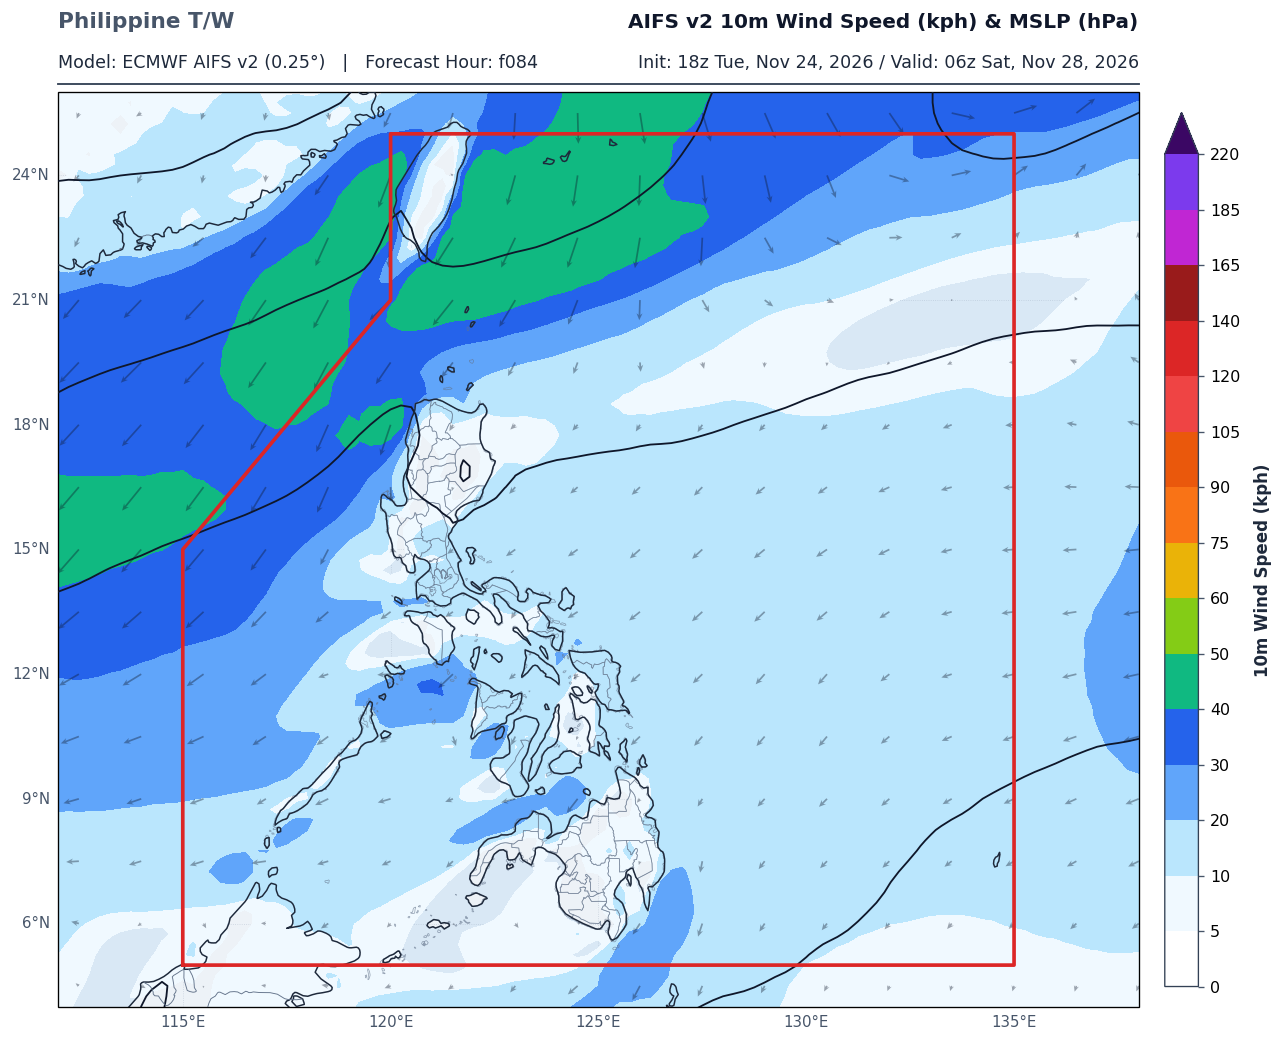 Philippine T/W
AIFS v2 10m Wind Speed (kph) & MSLP (hPa)
Model: ECMWF AIFS v2 (0.25°) | Forecast Hour: f084
Init: 18z Tue, Nov 24, 2026 / Valid: 06z Sat, Nov 28, 2026
24°N
21°N
18°N
15°N
12°N
9°N
6°N
115°E
120°E
125°E
130°E
135°E
220
185
165
140
120
105
90
75
60
50
40
30
20
10
5
0
10m Wind Speed (kph)